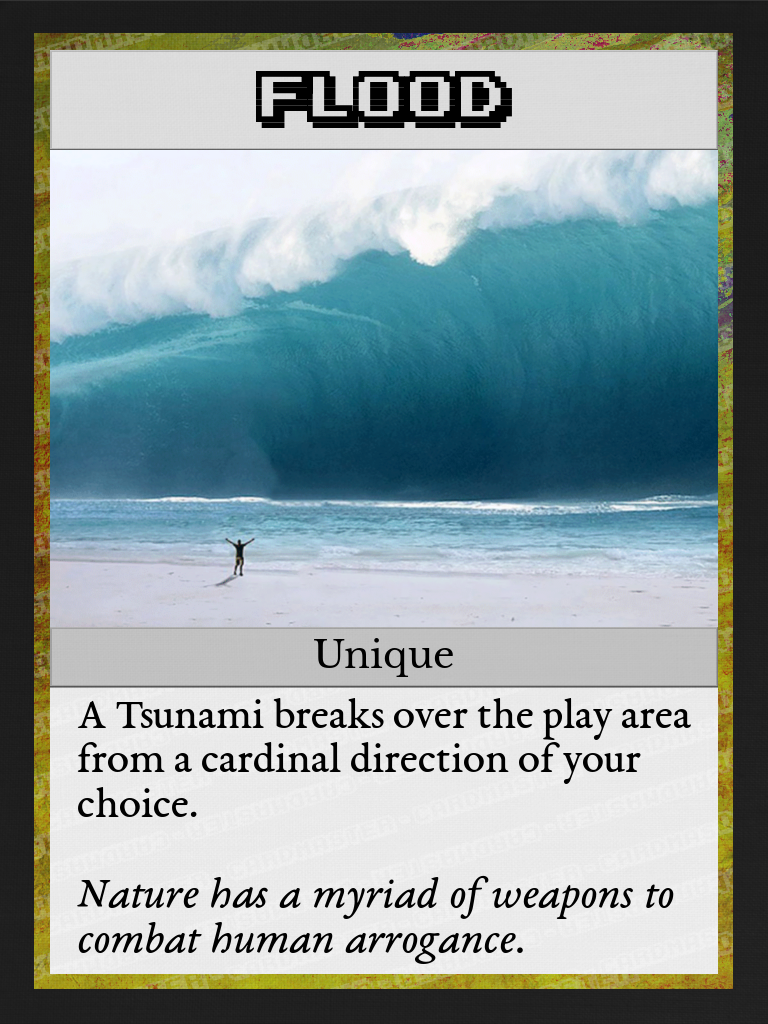 FLOOD
Unique
A Tsunami breaks over the play area
from a cardinal direction of your
choice.
Nature has a myriad of weapons to
combat human arrogance.